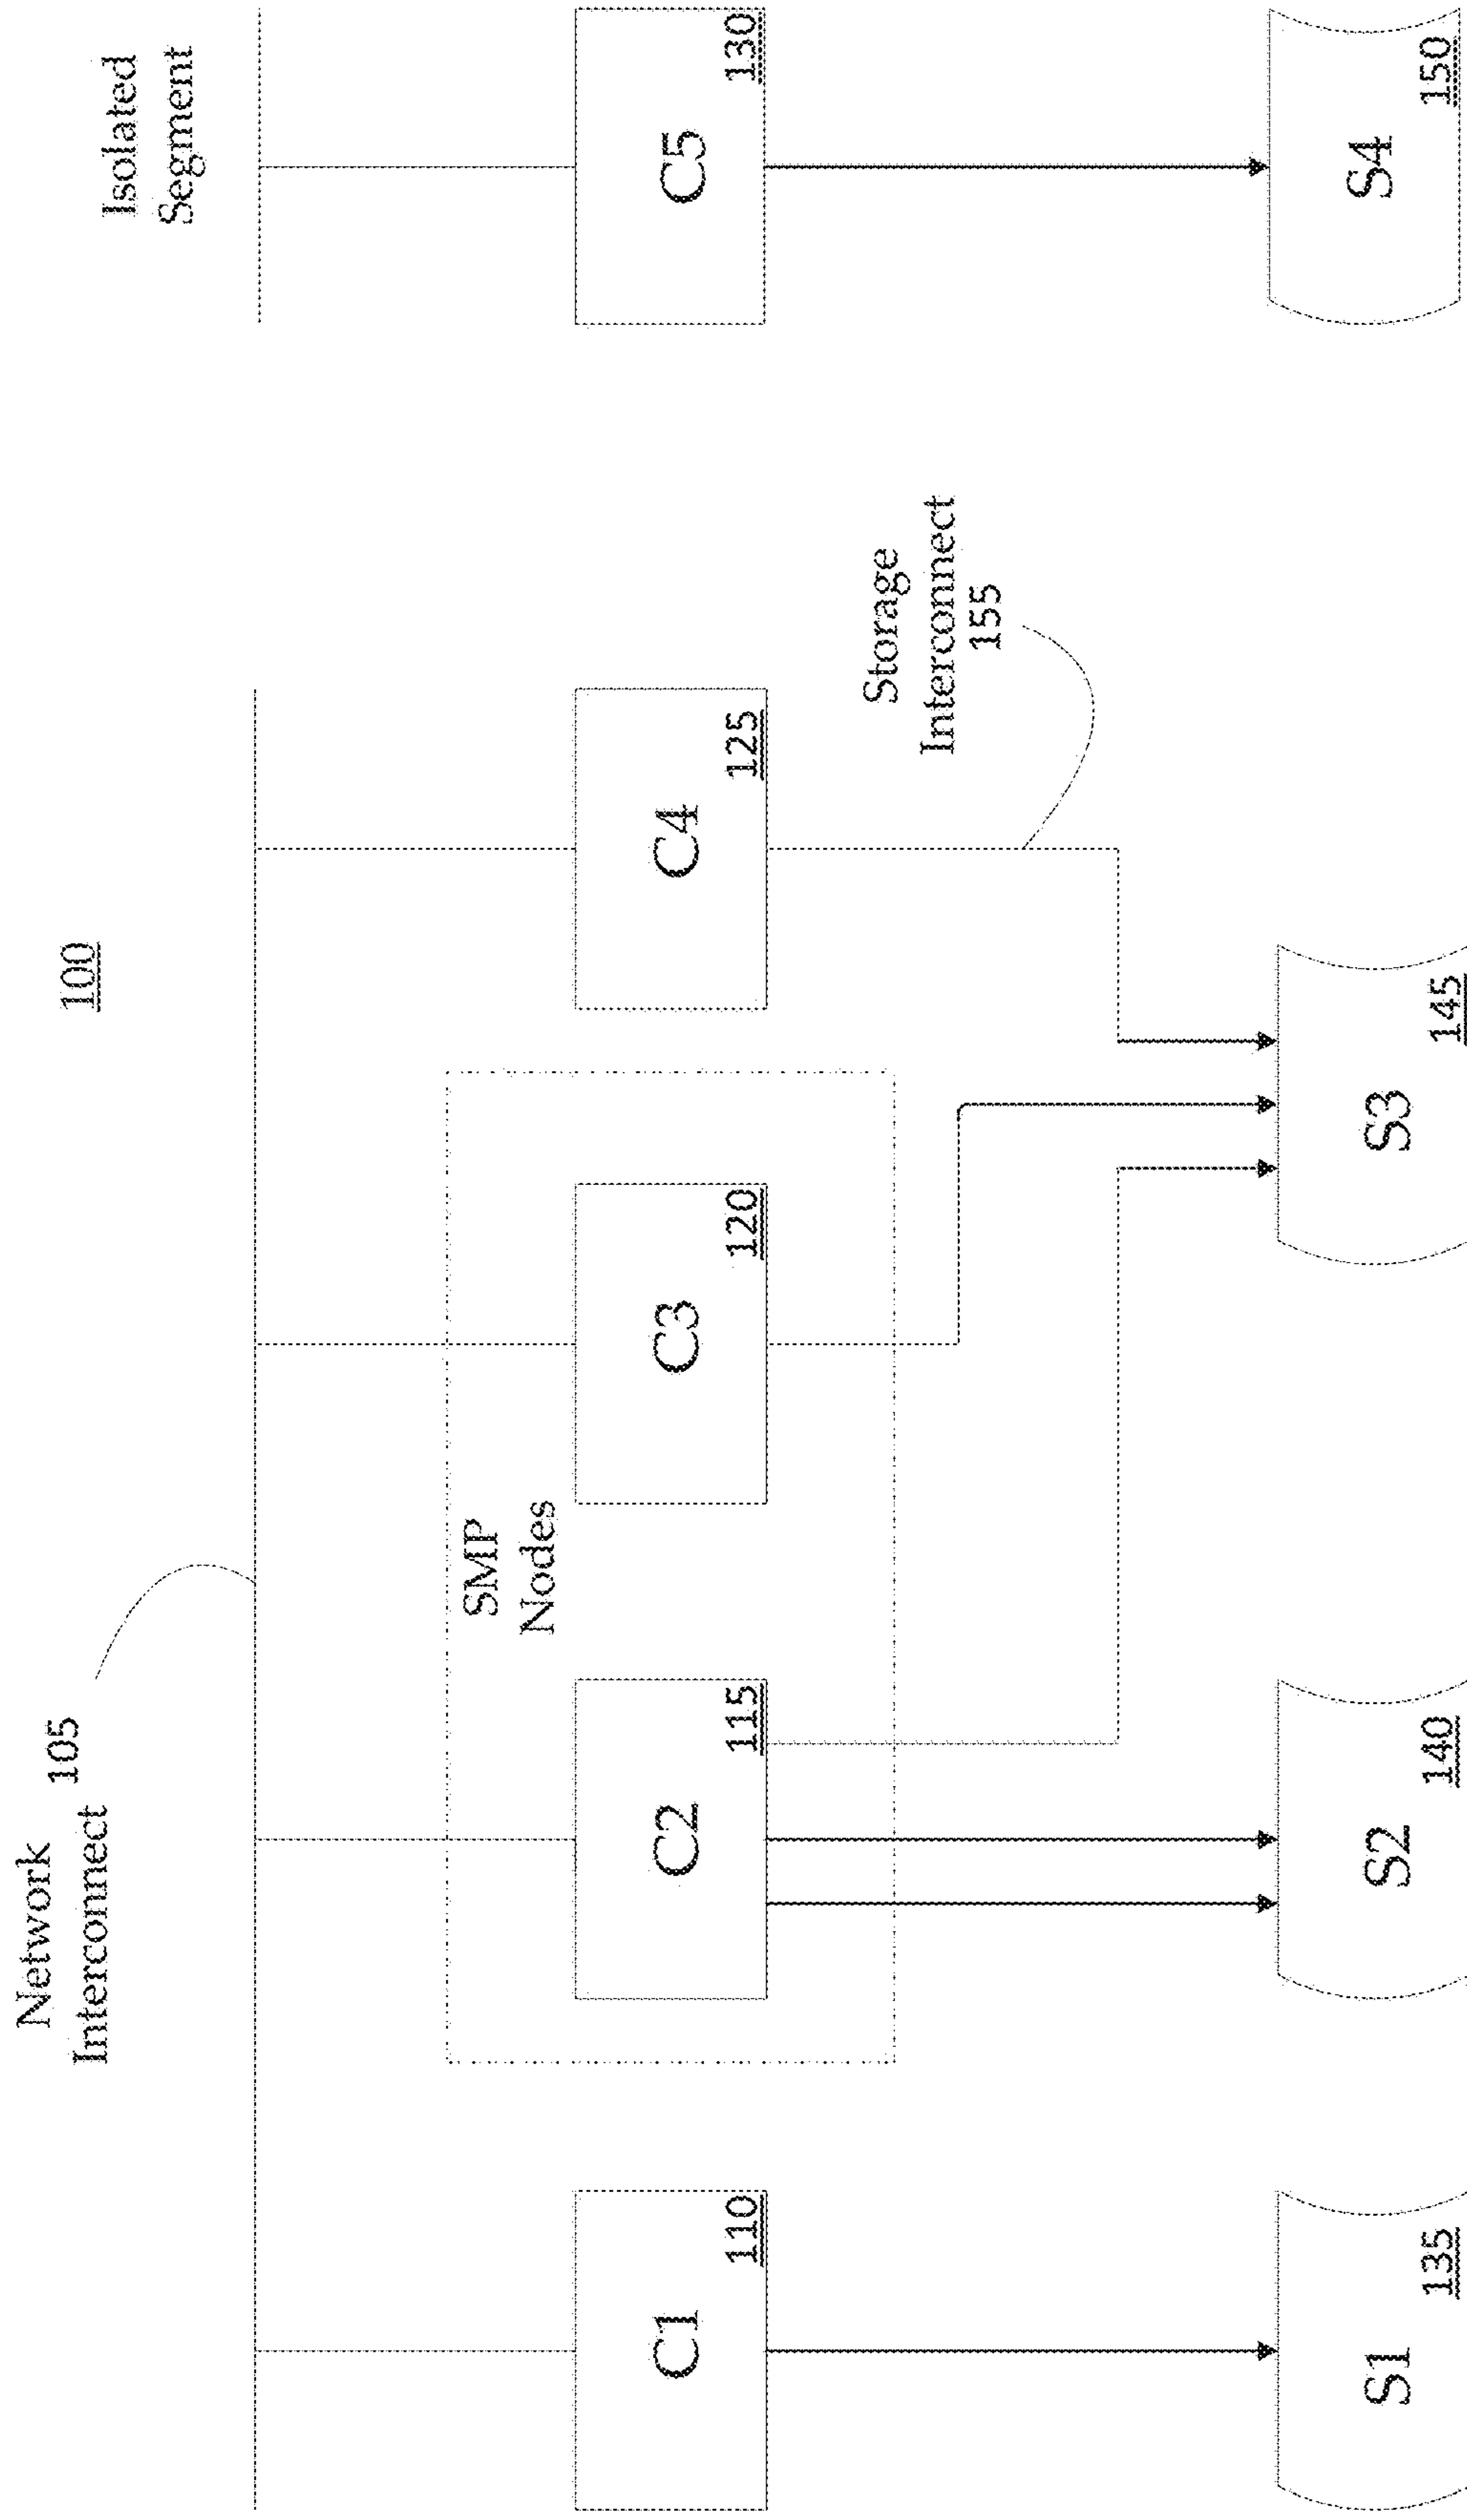 100
Network
Interconnect 105
Isolated
Segment
SMP
Nodes
C1
110
C2
115
C3
120
C4
125
C5
130
Storage
Interconnect
155
S1
135
S2
140
S3
145
S4
150